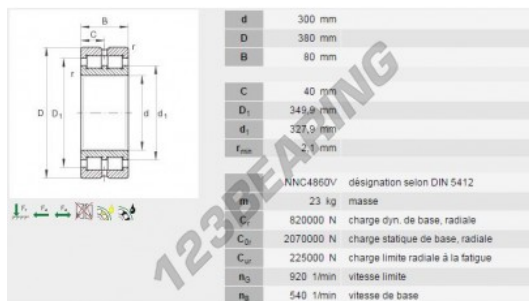 B
C
r
r
D
D1
d
d1
Fr
Fa
Fa
d 300 mm
D 380 mm
B 80 mm
C 40 mm
D1 349,9 mm
d1 327,9 mm
rmin 2,1 mm
NNC4860V désignation selon DIN 5412
m 23 kg masse
Cr 820000 N charge dyn. de base, radiale
C0r 2070000 N charge statique de base, radiale
Cur 225000 N charge limite radiale à la fatigue
nG 920 1/min vitesse limite
nB 540 1/min vitesse de base
123BEARING